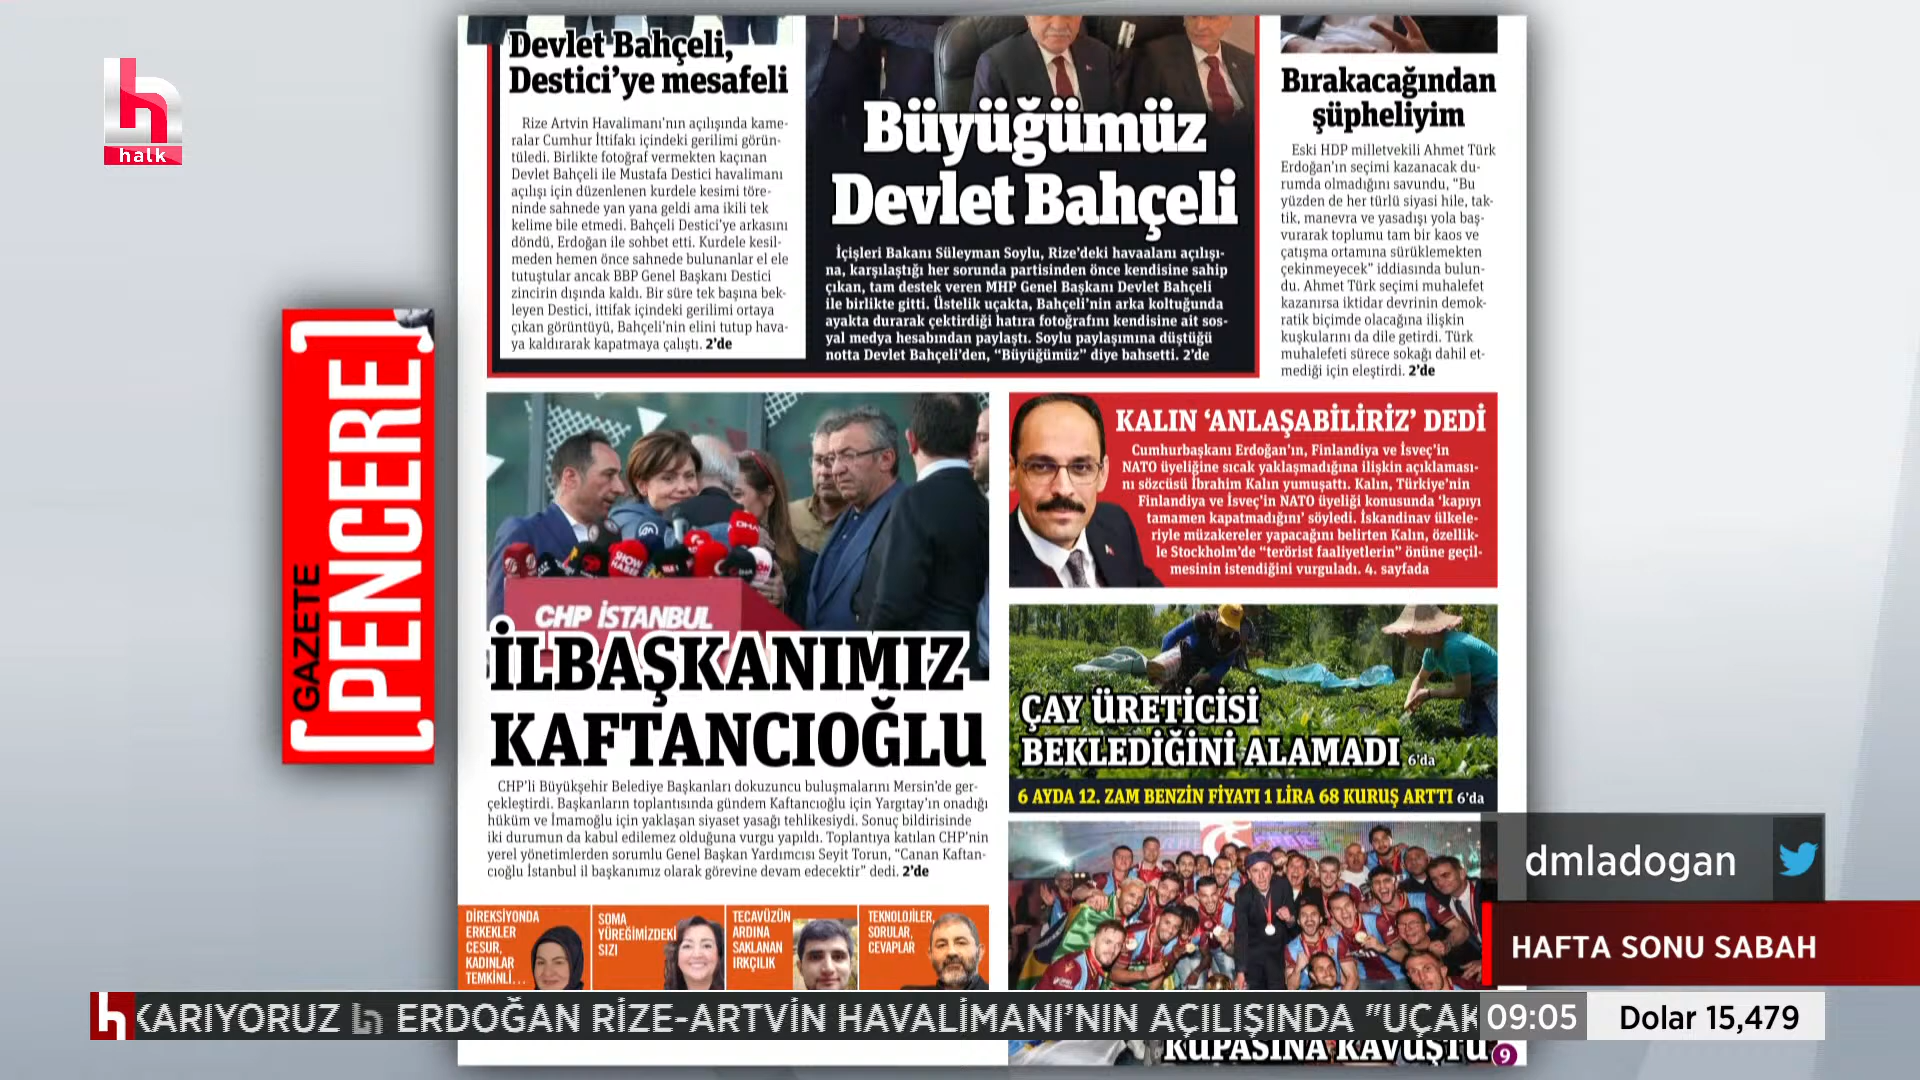 halk
GAZETE
[PENCERE]
Devlet Bahçeli,
Destici'ye mesafeli
Rize Artvin Havalimanı'nın açılışında kame-
ralar Cumhur İttifakı içindeki gerilimi görün-
tüledi. Birlikte fotoğraf vermekten kaçınan
Devlet Bahçeli ile Mustafa Destici havalimanı
açılışı için düzenlenen kurdele kesimi töre-
ninde sahnede yan yana geldi ama ikili tek
kelime bile etmedi. Bahçeli Destici'ye arkasını
döndü, Erdoğan ile sohbet etti. Kurdele kesil-
meden hemen önce sahnede bulunanlar el ele
tutuştular ancak BBP Genel Başkanı Destici
zincirin dışında kaldı. Bir süre tek başına bek-
leyen Destici, ittifak içindeki gerilimi ortaya
çıkan görüntüyü, Bahçeli'nin elini tutup hava-
ya kaldırarak kapatmaya çalıştı. 2'de
Büyüğümüz
Devlet Bahçeli
İçişleri Bakanı Süleyman Soylu, Rize'deki havaalanı açılışı-
na, karşılaştığı her sorunda partisinden önce kendisine sahip
çıkan, tam destek veren MHP Genel Başkanı Devlet Bahçeli
ile birlikte gitti. Üstelik uçakta, Bahçeli'nin arka koltuğunda
ayakta durarak çektirdiği hatıra fotoğrafını kendisine ait sos-
yal medya hesabından paylaştı. Soylu paylaşımına düştüğü
notta Devlet Bahçeli'den, "Büyüğümüz" diye bahsetti. 2'de
Bırakacağından
şüpheliyim
Eski HDP milletvekili Ahmet Türk
Erdoğan'ın seçimi kazanacak du-
rumda olmadığını savundu, "Bu
yüzden de her türlü siyasi hile, tak-
tik, manevra ve yasadışı yola baş-
vurarak toplumu tam bir kaos ve
çatışma ortamına sürüklemekten
çekinmeyecek" iddiasında bulun-
du. Ahmet Türk seçimi muhalefet
kazanırsa iktidar devrinin demok-
ratik biçimde olacağına ilişkin
kuşkularını da dile getirdi. Türk
muhalefeti sürece sokağı dahil et-
mediği için eleştirdi. 2'de
CHP İSTANBUL
İLBAŞKANIMIZ
KAFTANCIOĞLU
CHP'li Büyükşehir Belediye Başkanları dokuzuncu buluşmalarını Mersin'de ger-
çekleştirdi. Başkanların toplantısında gündem Kaftancıoğlu için Yargıtay'ın onadığı
hüküm ve İmamoğlu için yaklaşan siyaset yasağı tehlikesiydi. Sonuç bildirisinde
iki durumun da kabul edilemez olduğuna vurgu yapıldı. Toplantıya katılan CHP'nin
yerel yönetimlerden sorumlu Genel Başkan Yardımcısı Seyit Torun, "Canan Kaftan-
cıoğlu İstanbul il başkanımız olarak görevine devam edecektir" dedi. 2'de
KALIN 'ANLAŞABİLİRİZ' DEDİ
Cumhurbaşkanı Erdoğan'ın, Finlandiya ve İsveç'in
NATO üyeliğine sıcak yaklaşmadığına ilişkin açıklaması-
nı sözcüsü İbrahim Kalın yumuşattı. Kalın, Türkiye'nin
Finlandiya ve İsveç'in NATO üyeliği konusunda 'kapıyı
tamamen kapatmadığını' söyledi. İskandinav ülkele-
riyle müzakereler yapacağını belirten Kalın, özellik-
le Stockholm'de "terörist faaliyetlerin" önüne geçil-
mesinin istendiğini vurguladı. 4. sayfada
ÇAY ÜRETİCİSİ
BEKLEDİĞİNİ ALAMADI 6'da
6 AYDA 12. ZAM BENZİN FİYATI 1 LİRA 68 KURUŞ ARTTI 6'da
DİREKSİYONDA
ERKEKLER
CESUR,
KADINLAR
TEMKİNLİ...
SOMA
YÜREĞİMİZDEKİ
SIZI
TECAVÜZÜN
ARDINA
SAKLANAN
IRKÇILIK
TEKNOLOJİLER,
SORULAR,
CEVAPLAR
dmladogan
HAFTA SONU SABAH
KARIYORUZ ERDOĞAN RİZE-ARTVİN HAVALİMANI'NIN AÇILIŞINDA "UÇAK
09:05
Dolar 15,479
KUPASINA KAVUŞTU 9